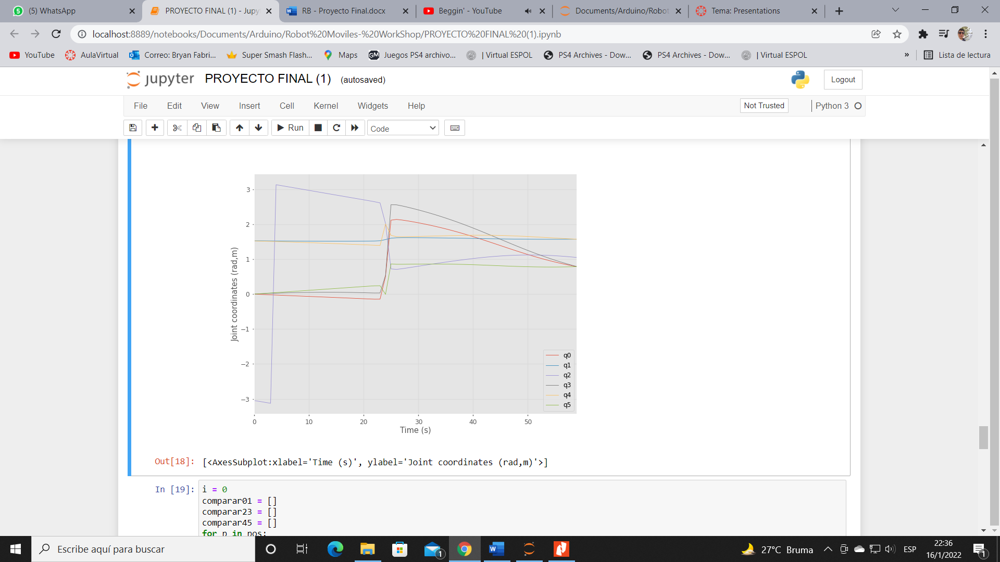 (5) WhatsApp
PROYECTO FINAL (1) - Jupy
RB - Proyecto Final.docx
Beggin' - YouTube
Documents/Arduino/Robot
Tema: Presentations
localhost:8889/notebooks/Documents/Arduino/Robot%20Moviles-%20WorkShop/PROYECTO%20FINAL%20(1).ipynb
YouTube
AulaVirtual
Correo: Bryan Fabri...
Super Smash Flash...
Maps
GM Juegos PS4 archivo...
| Virtual ESPOL
PS4 Archives - Dow...
PS4 Archives - Dow...
| Virtual ESPOL
»
Lista de lectura
jupyter PROYECTO FINAL (1) (autosaved)
Logout
File Edit View Insert Cell Kernel Widgets Help
Not Trusted
Python 3
Run
Code
3
2
1
0
−1
−2
−3
Joint coordinates (rad,m)
q0
q1
q2
q3
q4
q5
0 10 20 30 40 50
Time (s)
Out[18]: [<AxesSubplot:xlabel='Time (s)', ylabel='Joint coordinates (rad,m)'>]
In [19]: i = 0
comparar01 = []
comparar23 = []
comparar45 = []
for p in pos:
Escribe aquí para buscar
1
27°C Bruma
ESP
22:36
16/1/2022
1